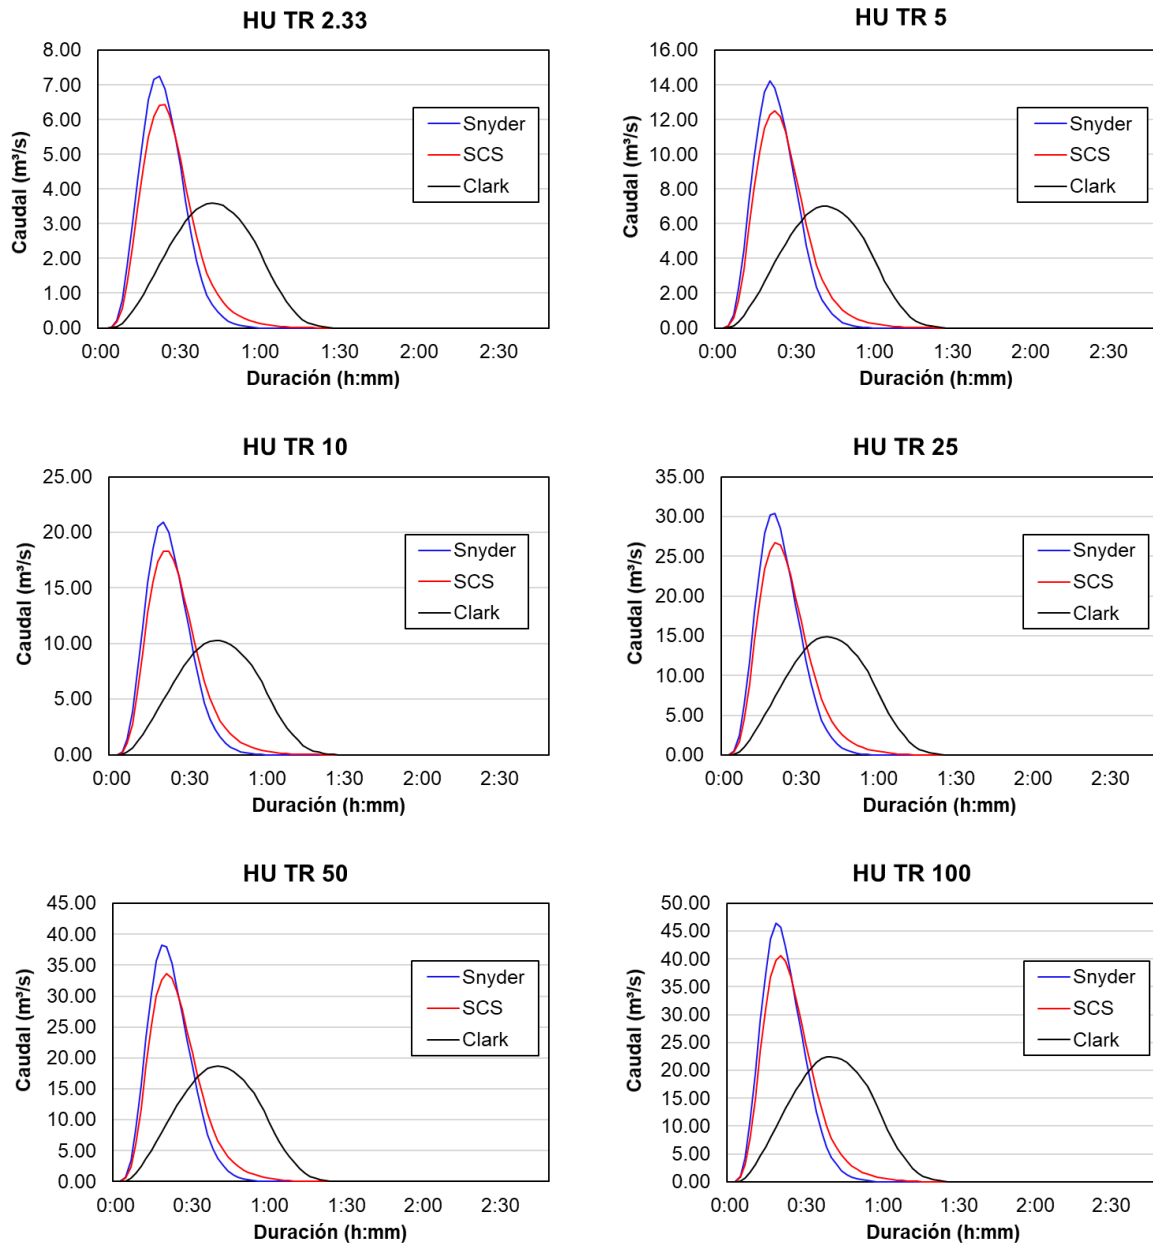 HU TR 2.33
8.00
7.00
6.00
5.00
4.00
3.00
2.00
1.00
0.00
Caudal (m³/s)
Snyder
SCS
Clark
0:00 0:30 1:00 1:30 2:00 2:30
Duración (h:mm)
HU TR 5
16.00
14.00
12.00
10.00
8.00
6.00
4.00
2.00
0.00
Caudal (m³/s)
Snyder
SCS
Clark
0:00 0:30 1:00 1:30 2:00 2:30
Duración (h:mm)
HU TR 10
25.00
20.00
15.00
10.00
5.00
0.00
Caudal (m³/s)
Snyder
SCS
Clark
0:00 0:30 1:00 1:30 2:00 2:30
Duración (h:mm)
HU TR 25
35.00
30.00
25.00
20.00
15.00
10.00
5.00
0.00
Caudal (m³/s)
Snyder
SCS
Clark
0:00 0:30 1:00 1:30 2:00 2:30
Duración (h:mm)
HU TR 50
45.00
40.00
35.00
30.00
25.00
20.00
15.00
10.00
5.00
0.00
Caudal (m³/s)
Snyder
SCS
Clark
0:00 0:30 1:00 1:30 2:00 2:30
Duración (h:mm)
HU TR 100
50.00
45.00
40.00
35.00
30.00
25.00
20.00
15.00
10.00
5.00
0.00
Caudal (m³/s)
Snyder
SCS
Clark
0:00 0:30 1:00 1:30 2:00 2:30
Duración (h:mm)